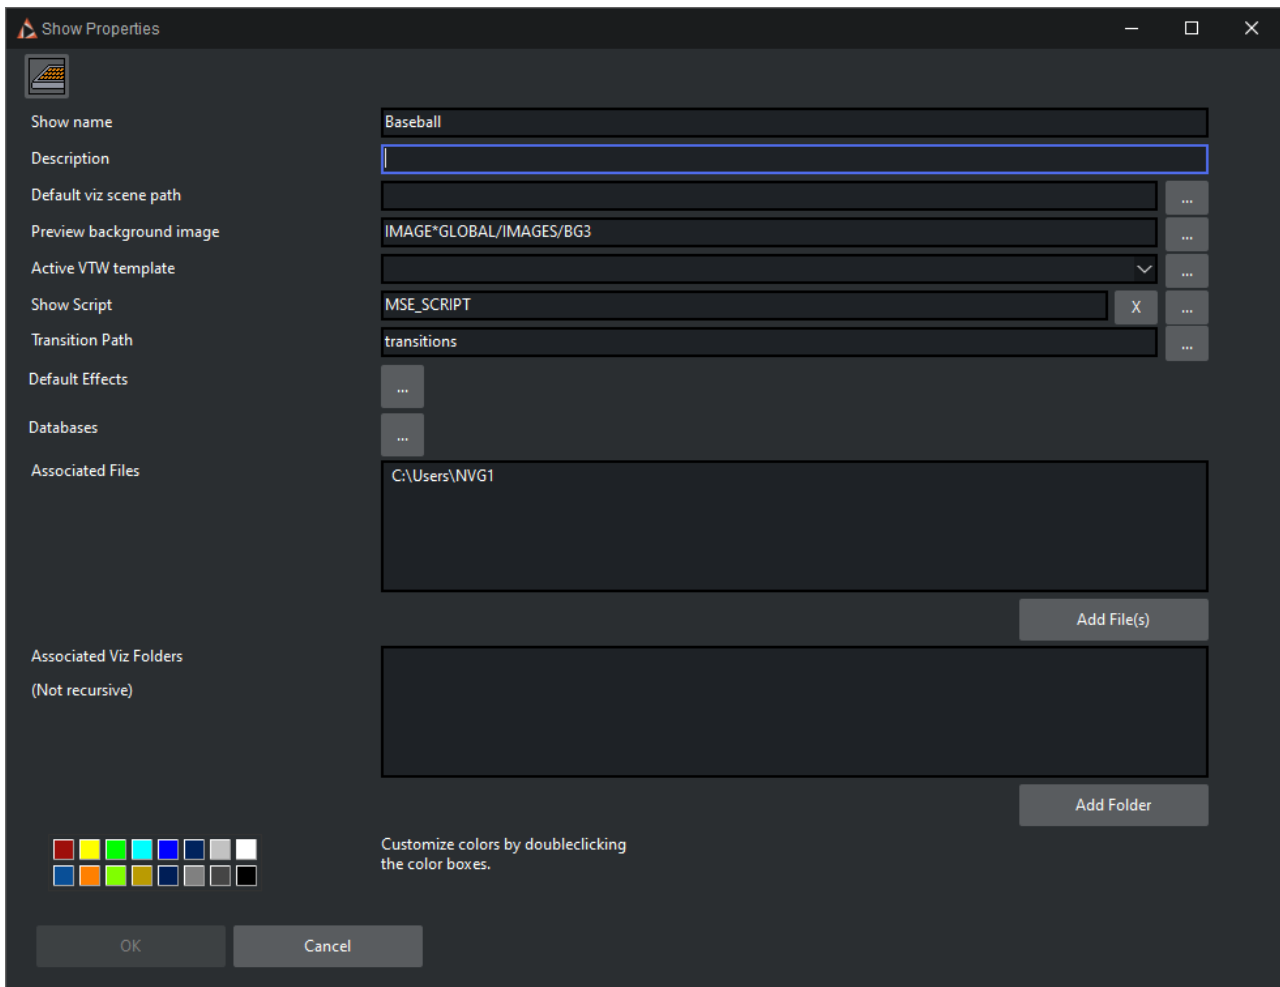 Show Properties
Show name
Baseball
Description
Default viz scene path
...
Preview background image
IMAGE*GLOBAL/IMAGES/BG3
...
Active VTW template
...
Show Script
MSE_SCRIPT
X
...
Transition Path
transitions
...
Default Effects
...
Databases
...
Associated Files
C:\Users\NVG1
Add File(s)
Associated Viz Folders
(Not recursive)
Add Folder
Customize colors by doubleclicking
the color boxes.
OK
Cancel